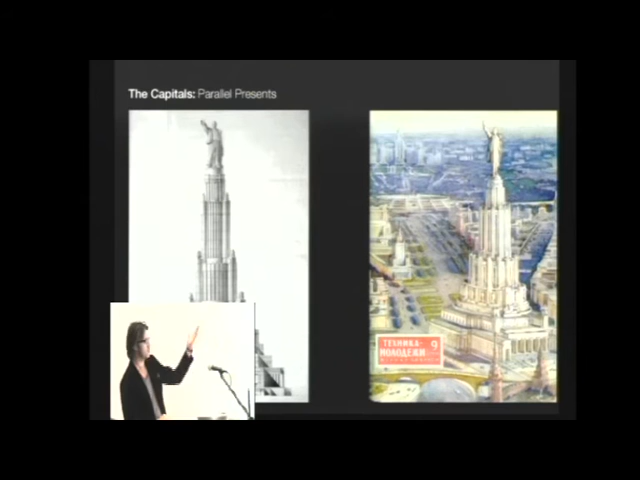 The Capitals: Parallel Presents
ТЕХНИКА- 9
МОЛОДЕЖИ